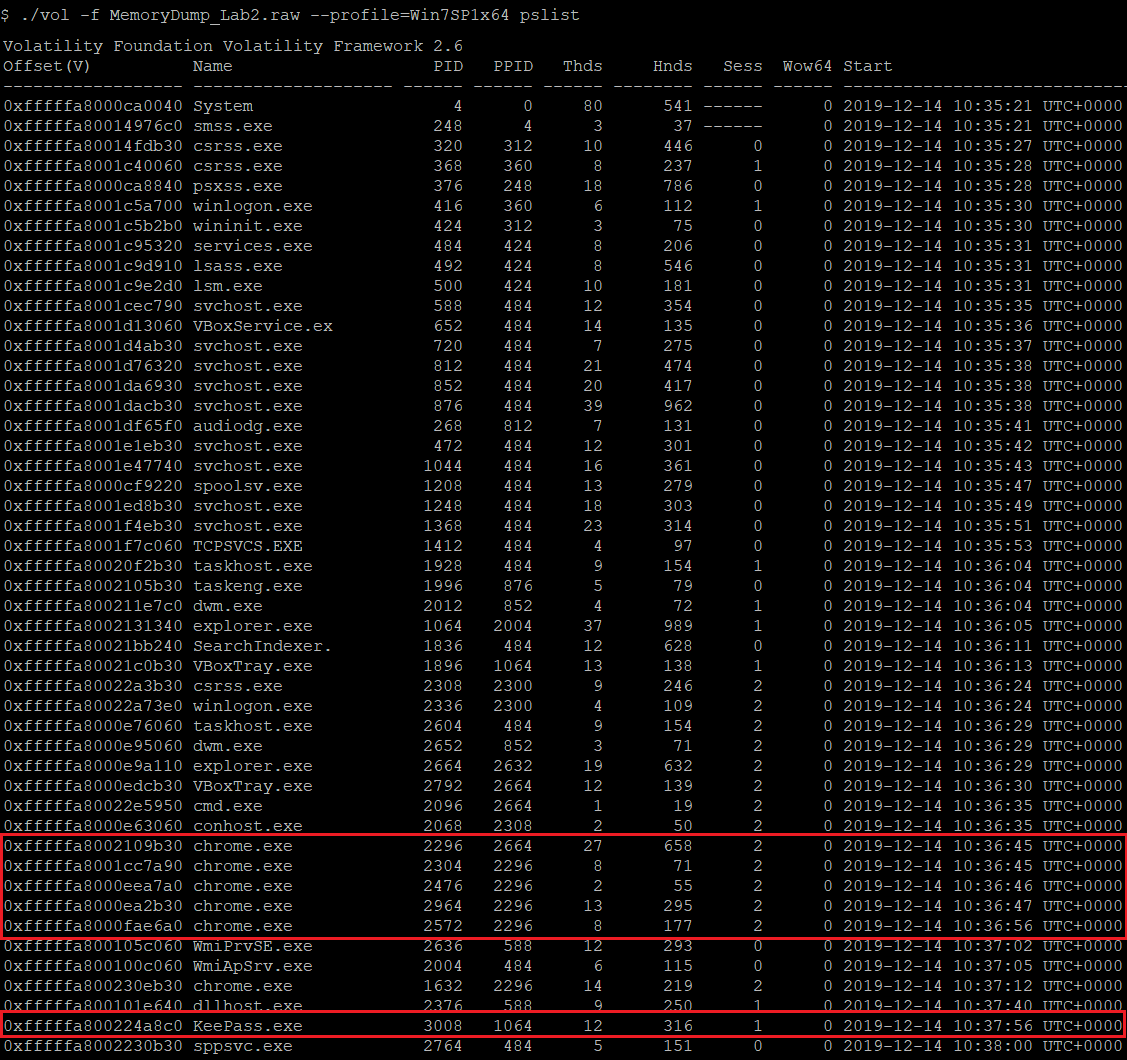 $ ./vol -f MemoryDump_Lab2.raw --profile=Win7SP1x64 pslist
Volatility Foundation Volatility Framework 2.6
Offset(V)          Name                    PID   PPID   Thds     Hnds   Sess  Wow64 Start
------------------ -------------------- ------ ------ ------ -------- ------ ------ ------------------------------
0xfffffa8000ca0040 System                    4      0     80      541 ------      0 2019-12-14 10:35:21 UTC+0000
0xfffffa80014976c0 smss.exe                248      4      3       37 ------      0 2019-12-14 10:35:21 UTC+0000
0xfffffa80014fdb30 csrss.exe               320    312     10      446      0      0 2019-12-14 10:35:27 UTC+0000
0xfffffa8001c40060 csrss.exe               368    360      8      237      1      0 2019-12-14 10:35:28 UTC+0000
0xfffffa8000ca8840 psxss.exe               376    248     18      786      0      0 2019-12-14 10:35:28 UTC+0000
0xfffffa8001c5a700 winlogon.exe            416    360      6      112      1      0 2019-12-14 10:35:30 UTC+0000
0xfffffa8001c5b2b0 wininit.exe             424    312      3       75      0      0 2019-12-14 10:35:30 UTC+0000
0xfffffa8001c95320 services.exe            484    424      8      206      0      0 2019-12-14 10:35:31 UTC+0000
0xfffffa8001c9d910 lsass.exe               492    424      8      546      0      0 2019-12-14 10:35:31 UTC+0000
0xfffffa8001c9e2d0 lsm.exe                 500    424     10      181      0      0 2019-12-14 10:35:31 UTC+0000
0xfffffa8001cec790 svchost.exe             588    484     12      354      0      0 2019-12-14 10:35:35 UTC+0000
0xfffffa8001d13060 VBoxService.ex          652    484     14      135      0      0 2019-12-14 10:35:36 UTC+0000
0xfffffa8001d4ab30 svchost.exe             720    484      7      275      0      0 2019-12-14 10:35:37 UTC+0000
0xfffffa8001d76320 svchost.exe             812    484     21      474      0      0 2019-12-14 10:35:38 UTC+0000
0xfffffa8001da6930 svchost.exe             852    484     20      417      0      0 2019-12-14 10:35:38 UTC+0000
0xfffffa8001dacb30 svchost.exe             876    484     39      962      0      0 2019-12-14 10:35:38 UTC+0000
0xfffffa8001df65f0 audiodg.exe             268    812      7      131      0      0 2019-12-14 10:35:41 UTC+0000
0xfffffa8001e1eb30 svchost.exe             472    484     12      301      0      0 2019-12-14 10:35:42 UTC+0000
0xfffffa8001e47740 svchost.exe            1044    484     16      361      0      0 2019-12-14 10:35:43 UTC+0000
0xfffffa8000cf9220 spoolsv.exe            1208    484     13      279      0      0 2019-12-14 10:35:47 UTC+0000
0xfffffa8001ed8b30 svchost.exe            1248    484     18      303      0      0 2019-12-14 10:35:49 UTC+0000
0xfffffa8001f4eb30 svchost.exe            1368    484     23      314      0      0 2019-12-14 10:35:51 UTC+0000
0xfffffa8001f7c060 TCPSVCS.EXE            1412    484      4       97      0      0 2019-12-14 10:35:53 UTC+0000
0xfffffa80020f2b30 taskhost.exe           1928    484      9      154      1      0 2019-12-14 10:36:04 UTC+0000
0xfffffa8002105b30 taskeng.exe            1996    876      5       79      0      0 2019-12-14 10:36:04 UTC+0000
0xfffffa800211e7c0 dwm.exe                2012    852      4       72      1      0 2019-12-14 10:36:04 UTC+0000
0xfffffa8002131340 explorer.exe           1064   2004     37      989      1      0 2019-12-14 10:36:05 UTC+0000
0xfffffa80021bb240 SearchIndexer.         1836    484     12      628      0      0 2019-12-14 10:36:11 UTC+0000
0xfffffa80021c0b30 VBoxTray.exe           1896   1064     13      138      1      0 2019-12-14 10:36:13 UTC+0000
0xfffffa80022a3b30 csrss.exe              2308   2300      9      246      2      0 2019-12-14 10:36:24 UTC+0000
0xfffffa80022a73e0 winlogon.exe           2336   2300      4      109      2      0 2019-12-14 10:36:24 UTC+0000
0xfffffa8000e76060 taskhost.exe           2604    484      9      154      2      0 2019-12-14 10:36:29 UTC+0000
0xfffffa8000e95060 dwm.exe                2652    852      3       71      2      0 2019-12-14 10:36:29 UTC+0000
0xfffffa8000e9a110 explorer.exe           2664   2632     19      632      2      0 2019-12-14 10:36:29 UTC+0000
0xfffffa8000edcb30 VBoxTray.exe           2792   2664     12      139      2      0 2019-12-14 10:36:30 UTC+0000
0xfffffa80022e5950 cmd.exe                2096   2664      1       19      2      0 2019-12-14 10:36:35 UTC+0000
0xfffffa8000e63060 conhost.exe            2068   2308      2       50      2      0 2019-12-14 10:36:35 UTC+0000
0xfffffa8002109b30 chrome.exe             2296   2664     27      658      2      0 2019-12-14 10:36:45 UTC+0000
0xfffffa8001cc7a90 chrome.exe             2304   2296      8       71      2      0 2019-12-14 10:36:45 UTC+0000
0xfffffa8000eea7a0 chrome.exe             2476   2296      2       55      2      0 2019-12-14 10:36:46 UTC+0000
0xfffffa8000ea2b30 chrome.exe             2964   2296     13      295      2      0 2019-12-14 10:36:47 UTC+0000
0xfffffa8000fae6a0 chrome.exe             2572   2296      8      177      2      0 2019-12-14 10:36:56 UTC+0000
0xfffffa800105c060 WmiPrvSE.exe           2636    588     12      293      0      0 2019-12-14 10:37:02 UTC+0000
0xfffffa800100c060 WmiApSrv.exe           2004    484      6      115      0      0 2019-12-14 10:37:05 UTC+0000
0xfffffa800230eb30 chrome.exe             1632   2296     14      219      2      0 2019-12-14 10:37:12 UTC+0000
0xfffffa800101e640 dllhost.exe            2376    588      9      250      1      0 2019-12-14 10:37:40 UTC+0000
0xfffffa800224a8c0 KeePass.exe            3008   1064     12      316      1      0 2019-12-14 10:37:56 UTC+0000
0xfffffa8002230b30 sppsvc.exe             2764    484      5      151      0      0 2019-12-14 10:38:00 UTC+0000